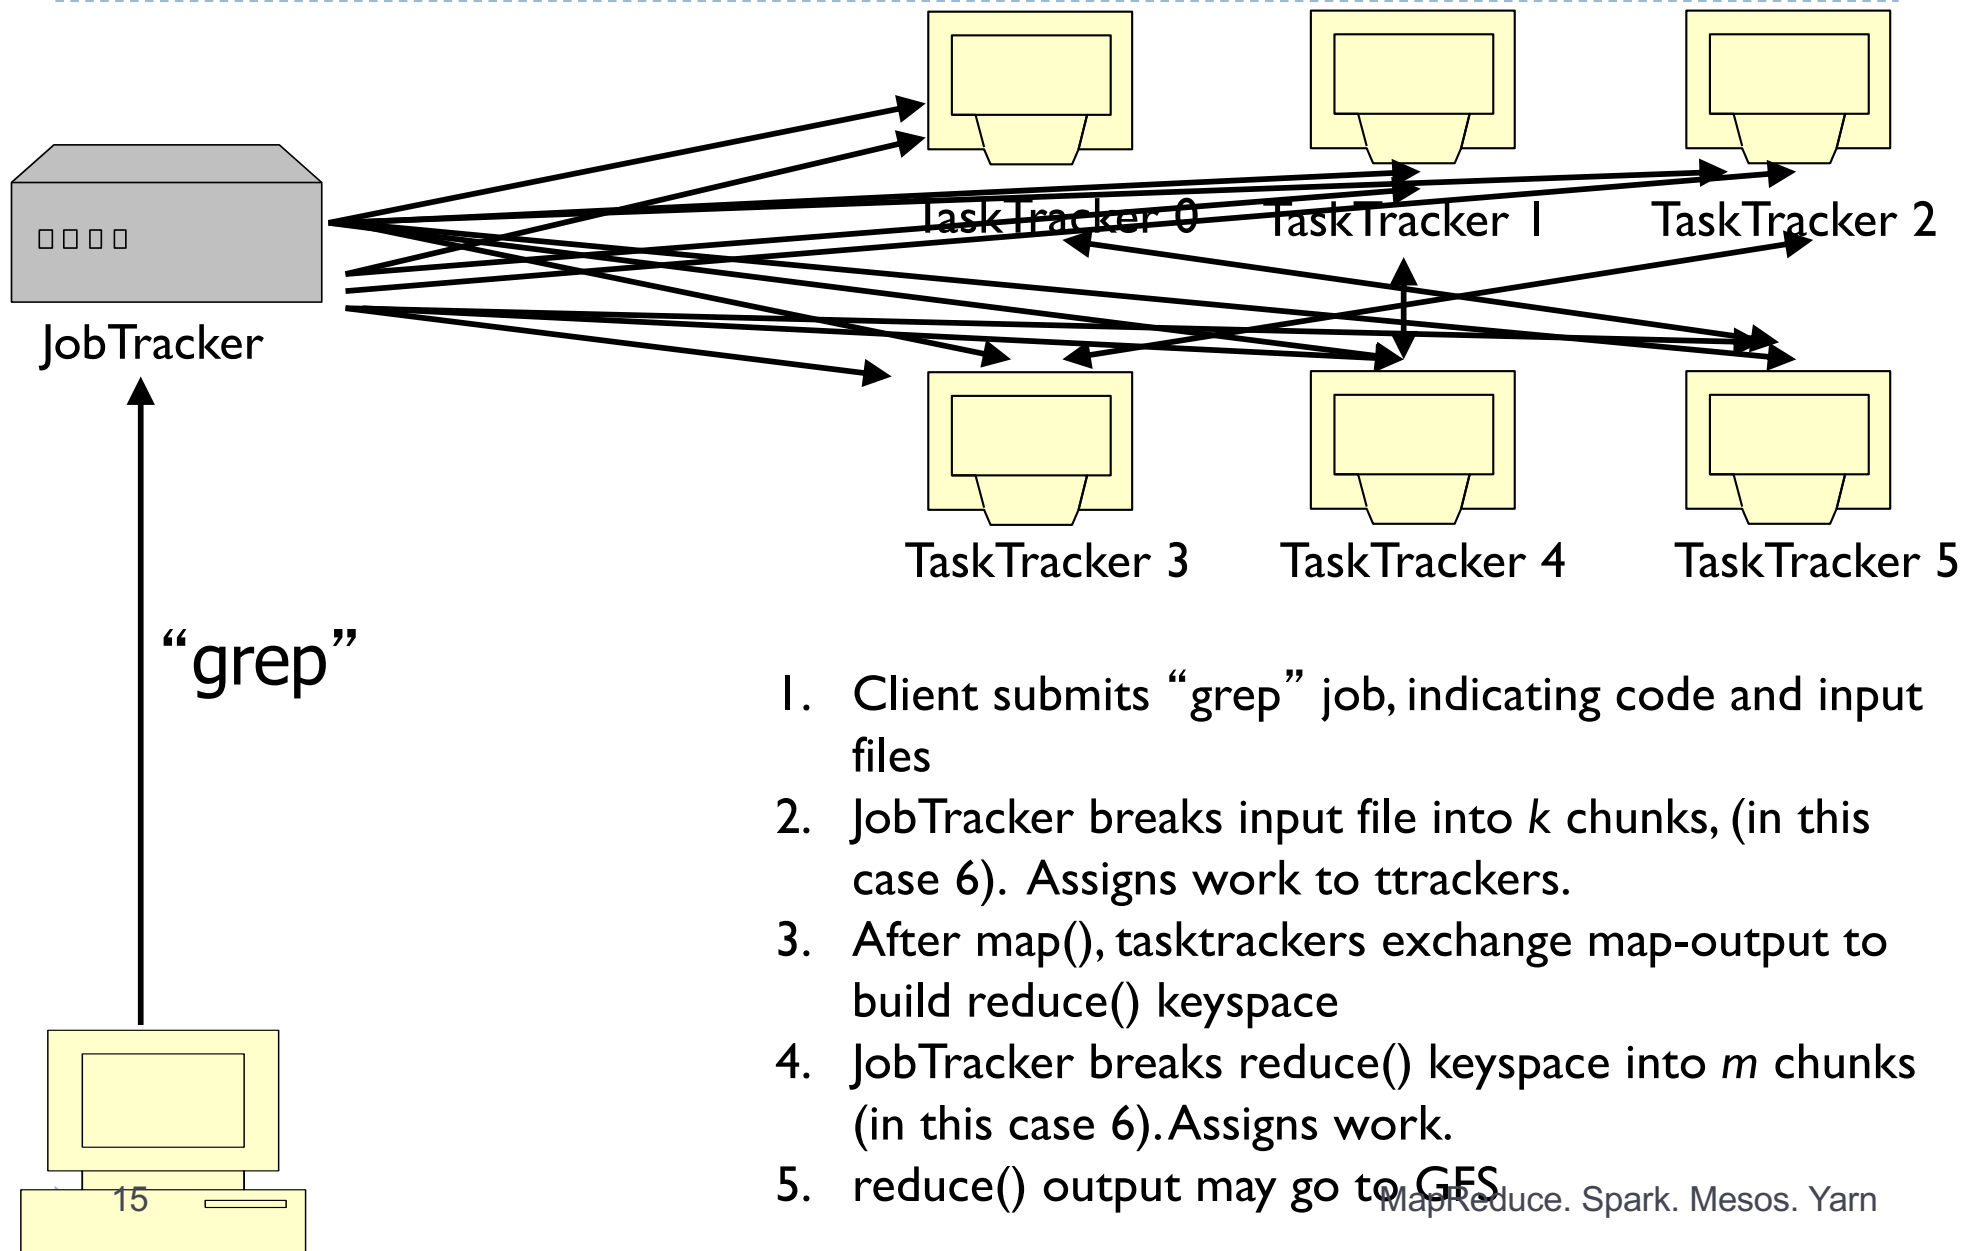 TaskTracker 0
TaskTracker 1
TaskTracker 2
JobTracker
TaskTracker 3
TaskTracker 4
TaskTracker 5
“grep”
1. Client submits “grep” job, indicating code and input
files
2. JobTracker breaks input file into k chunks, (in this
case 6). Assigns work to ttrackers.
3. After map(), tasktrackers exchange map-output to
build reduce() keyspace
4. JobTracker breaks reduce() keyspace into m chunks
(in this case 6). Assigns work.
5. reduce() output may go to GFS
15
MapReduce. Spark. Mesos. Yarn